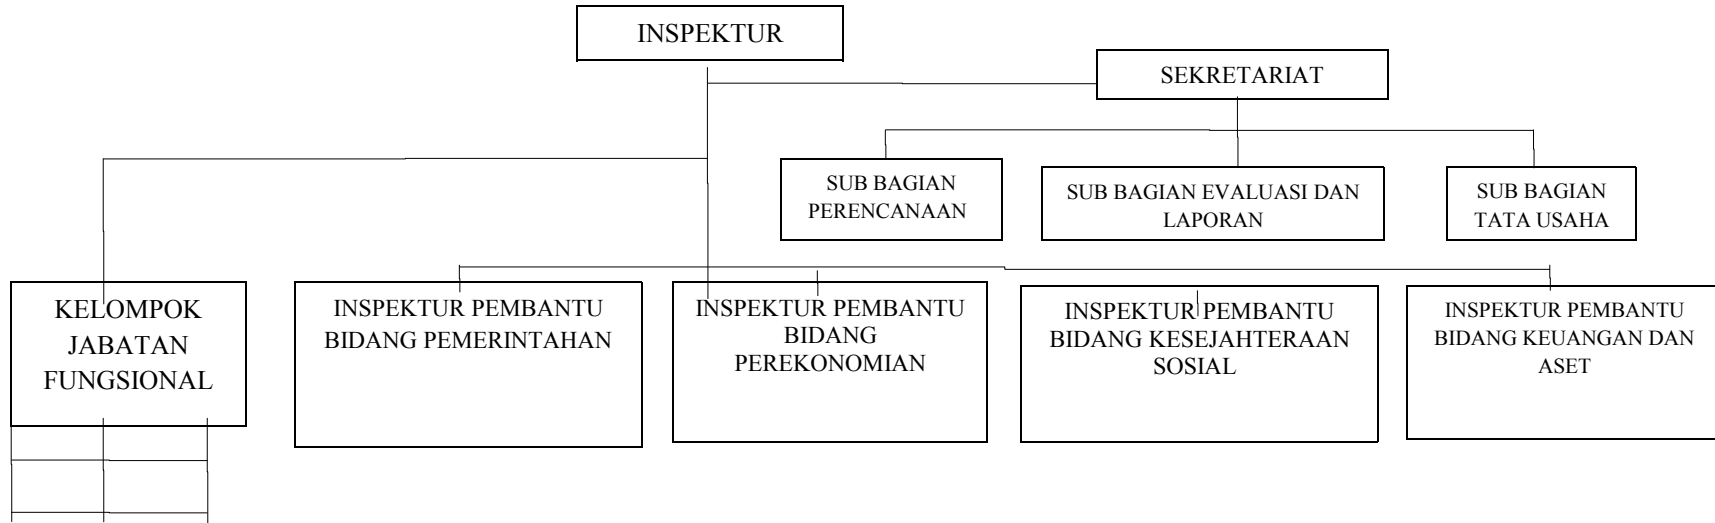 INSPEKTUR
SEKRETARIAT
SUB BAGIAN
PERENCANAAN
SUB BAGIAN EVALUASI DAN
LAPORAN
SUB BAGIAN
TATA USAHA
KELOMPOK
JABATAN
FUNGSIONAL
INSPEKTUR PEMBANTU
BIDANG PEMERINTAHAN
INSPEKTUR PEMBANTU
BIDANG
PEREKONOMIAN
INSPEKTUR PEMBANTU
BIDANG KESEJAHTERAAN
SOSIAL
INSPEKTUR PEMBANTU
BIDANG KEUANGAN DAN
ASET